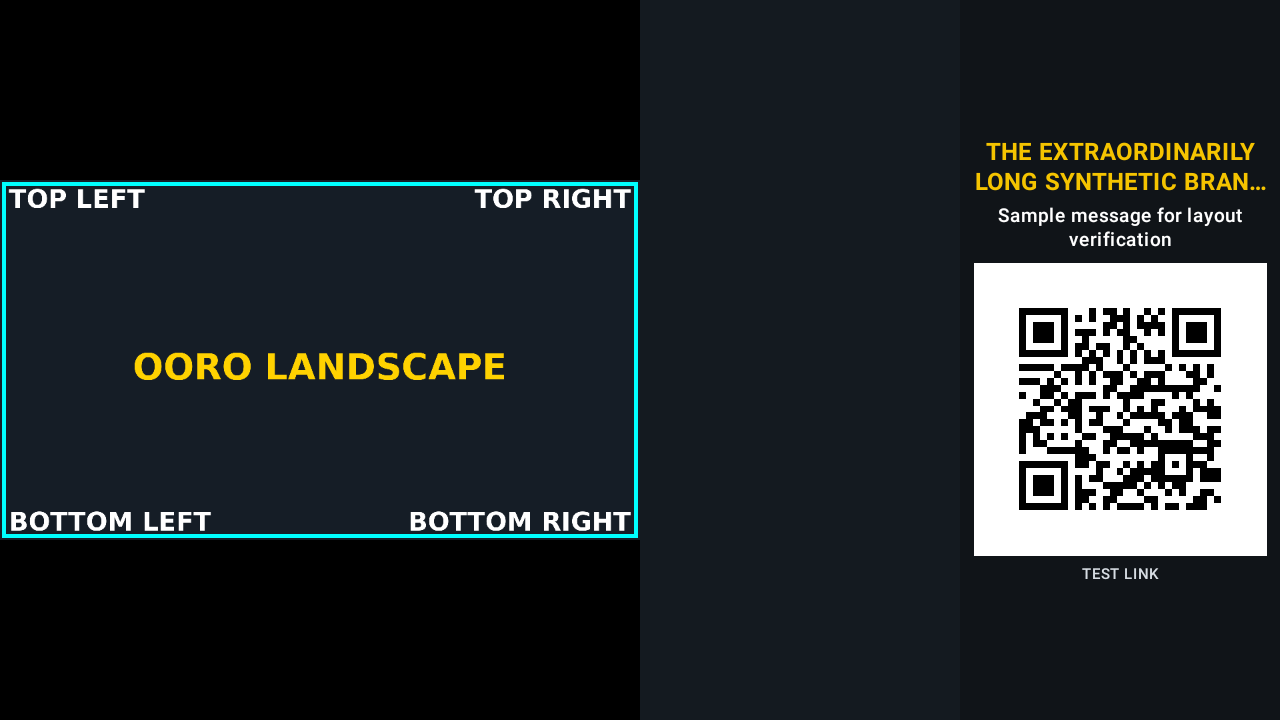 TOP LEFT
TOP RIGHT
OORO LANDSCAPE
BOTTOM LEFT
BOTTOM RIGHT
THE EXTRAORDINARILY
LONG SYNTHETIC BRAN…
Sample message for layout
verification
TEST LINK